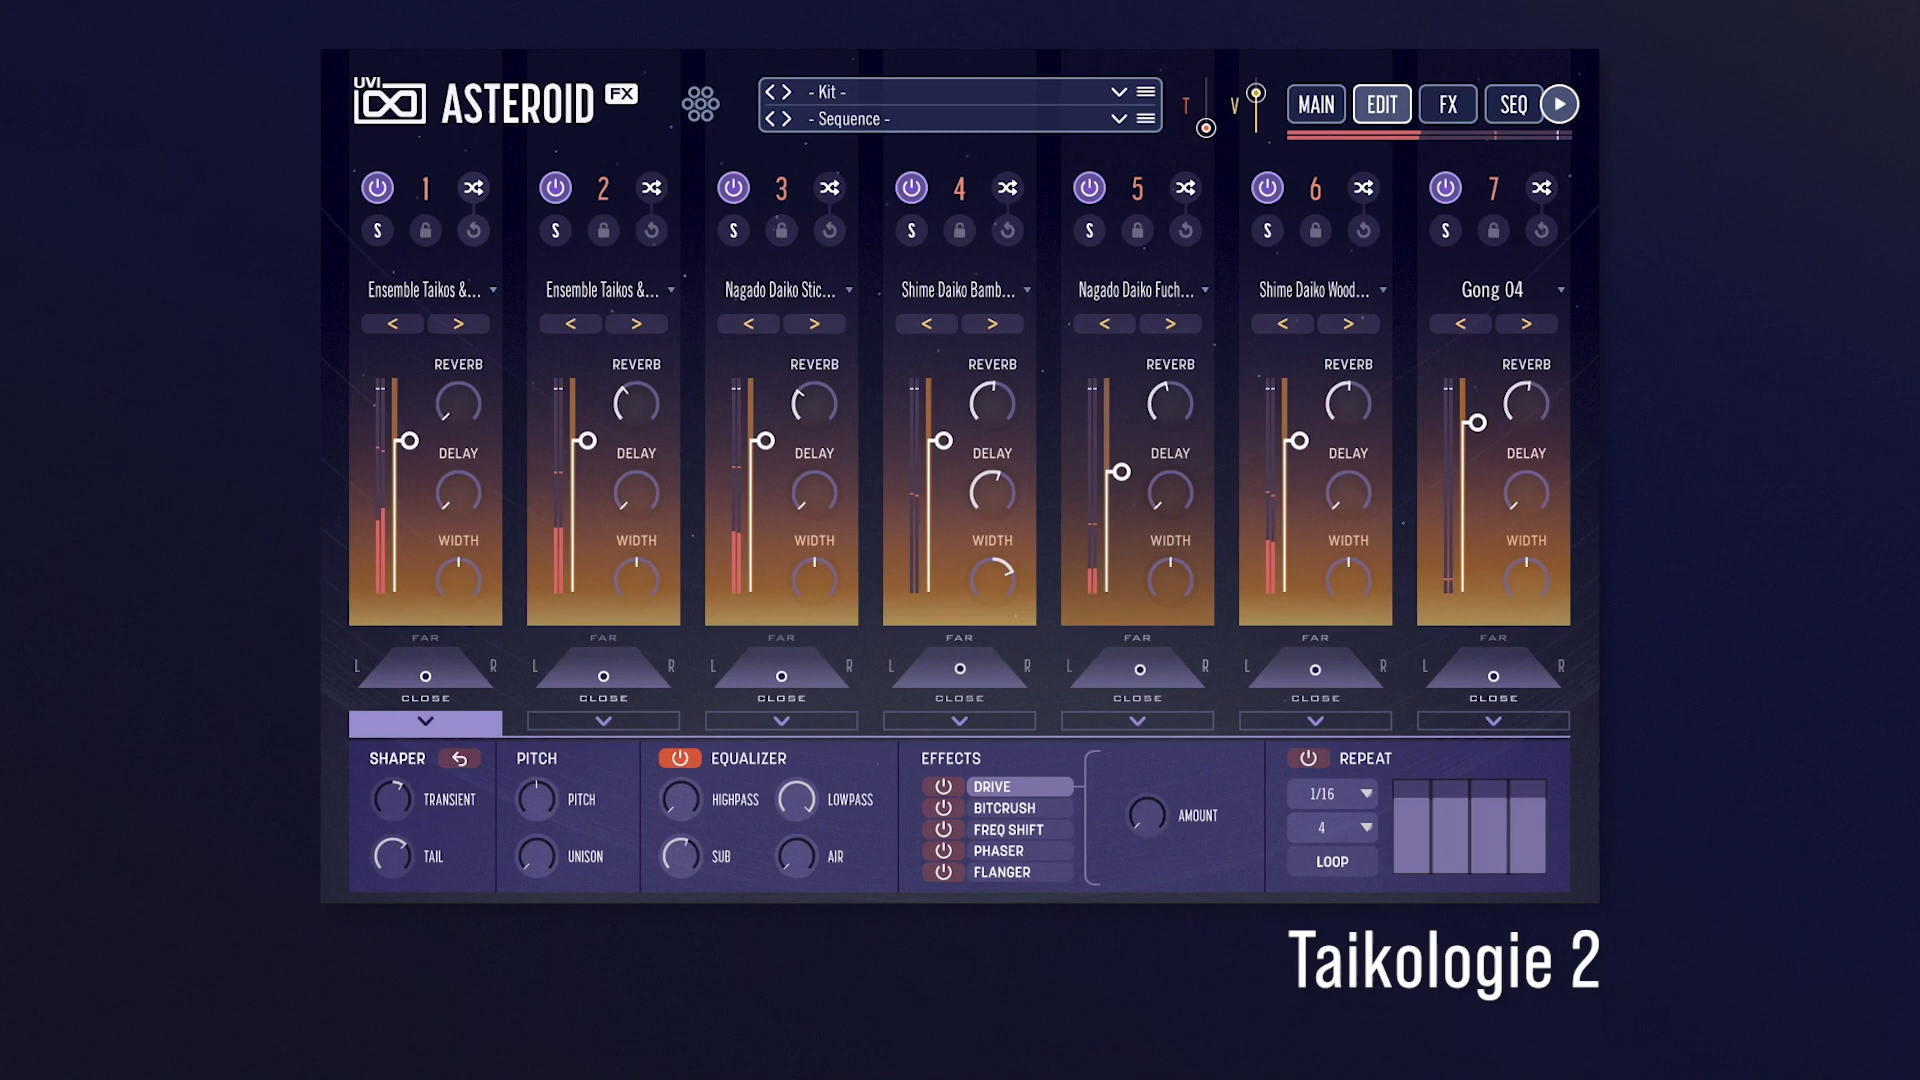 UVI ASTEROID FX
- Kit -
- Sequence -
T V
MAIN EDIT FX SEQ
1 2 3 4 5 6 7
S S S S S S S
Ensemble Taikos &... Ensemble Taikos &... Nagado Daiko Stic... Shime Daiko Bamb... Nagado Daiko Fuch... Shime Daiko Wood... Gong 04
< > < > < > < > < > < > < >
REVERB REVERB REVERB REVERB REVERB REVERB REVERB
DELAY DELAY DELAY DELAY DELAY DELAY DELAY
WIDTH WIDTH WIDTH WIDTH WIDTH WIDTH WIDTH
FAR FAR FAR FAR FAR FAR FAR
L R L R L R L R L R L R L R
CLOSE CLOSE CLOSE CLOSE CLOSE CLOSE CLOSE
SHAPER PITCH EQUALIZER EFFECTS REPEAT
TRANSIENT PITCH HIGHPASS LOWPASS
TAIL UNISON SUB AIR
DRIVE
BITCRUSH
FREQ SHIFT
PHASER
FLANGER
AMOUNT
1/16
4
LOOP
Taikologie 2